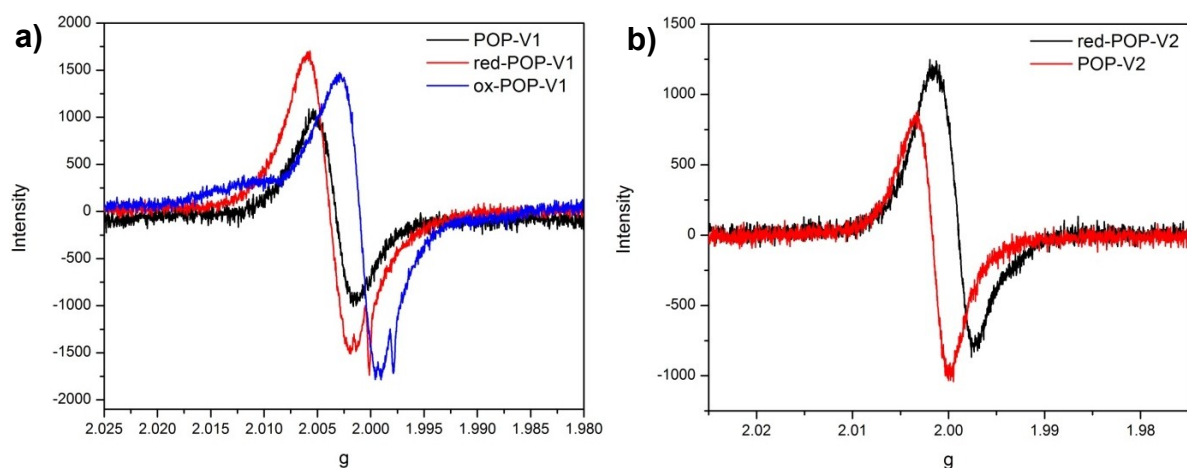 a)
POP-V1
red-POP-V1
ox-POP-V1
2000
1500
1000
500
0
-500
-1000
-1500
-2000
Intensity
2.025 2.020 2.015 2.010 2.005 2.000 1.995 1.990 1.985 1.980
g
b)
red-POP-V2
POP-V2
1500
1000
500
0
-500
-1000
Intensity
2.02 2.01 2.00 1.99 1.98
g